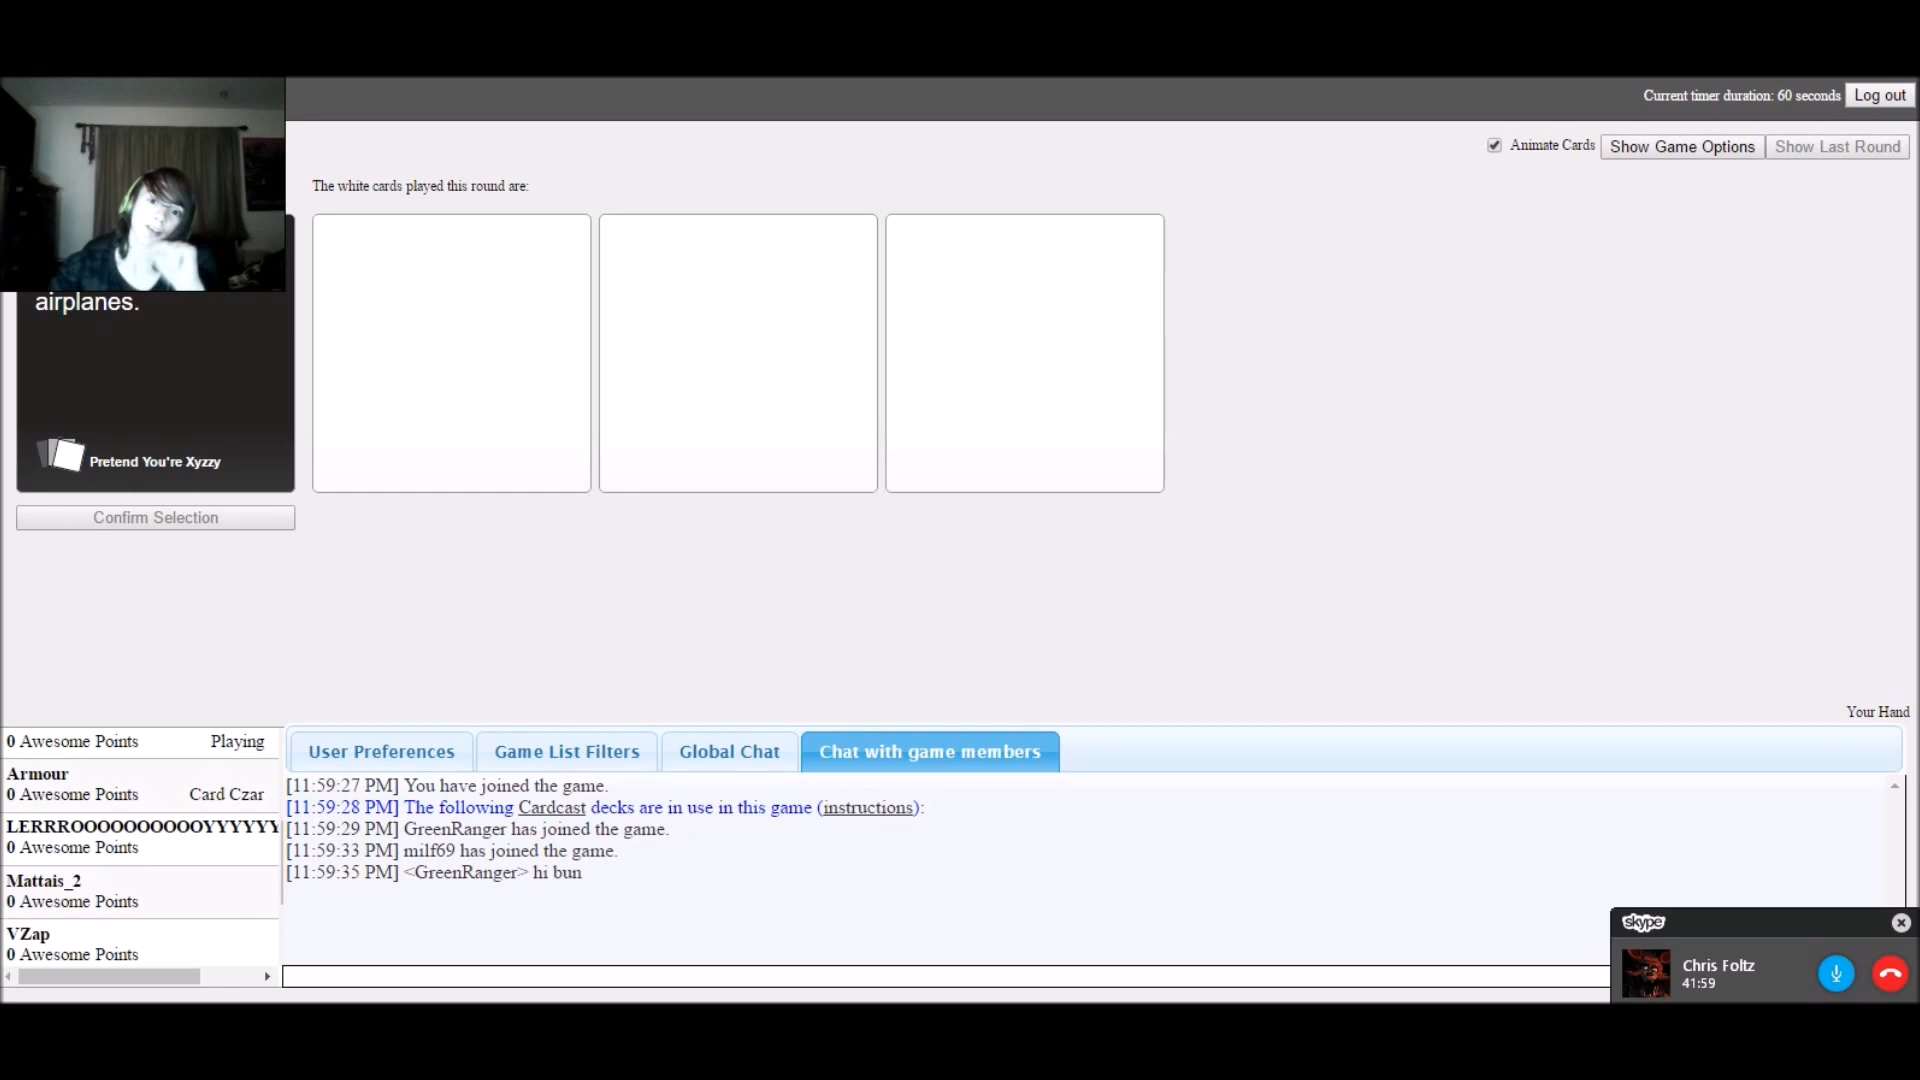 Current timer duration: 60 seconds Log out
Animate Cards Show Game Options Show Last Round
The white cards played this round are:
airplanes.
Pretend You're Xyzzy
Confirm Selection
Your Hand
0 Awesome Points Playing
Armour
0 Awesome Points Card Czar
LERRROOOOOOOOOOYYYYYY
0 Awesome Points
Mattais_2
0 Awesome Points
VZap
0 Awesome Points
User Preferences Game List Filters Global Chat Chat with game members
[11:59:27 PM] You have joined the game.
[11:59:28 PM] The following Cardcast decks are in use in this game (instructions):
[11:59:29 PM] GreenRanger has joined the game.
[11:59:33 PM] milf69 has joined the game.
[11:59:35 PM] <GreenRanger> hi bun
skype
Chris Foltz
41:59